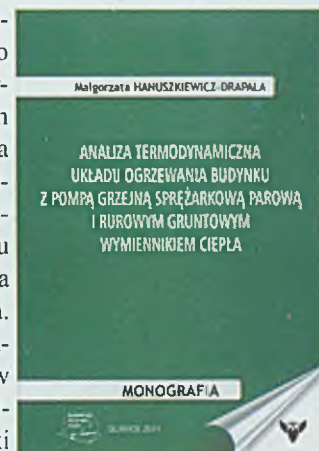 Małgorzata HANUSZKIEWICZ-DRAPAŁA
ANALIZA TERMODYNAMICZNA
UKŁADU OGRZEWANIA BUDYNKU
Z POMPĄ GRZEJNĄ SPRĘŻARKOWĄ PAROWĄ
I RUROWYM GRUNTOWYM
WYMIENNIKIEM CIEPŁA
MONOGRAFIA